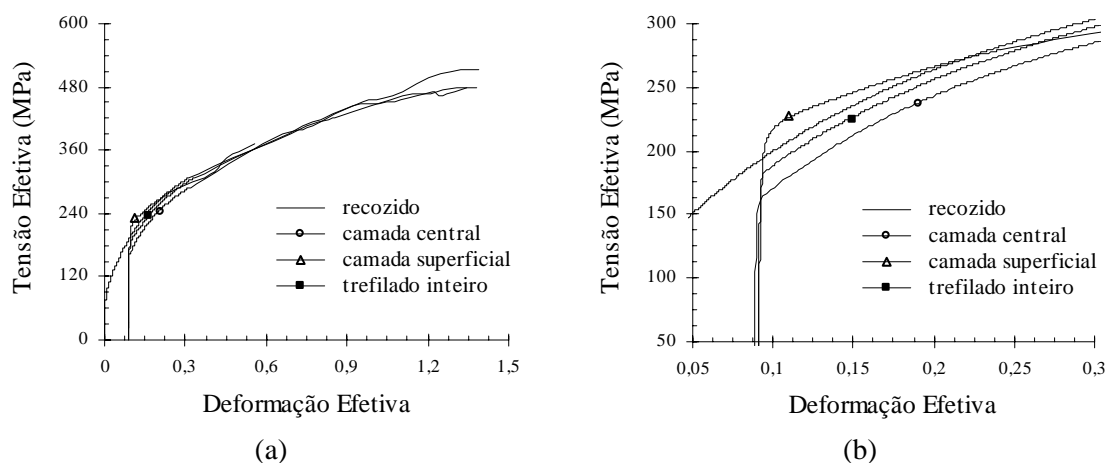 600
480
360
240
120
0
Tensão Efetiva (MPa)
recozido
camada central
camada superficial
trefilado inteiro
0 0,3 0,6 0,9 1,2 1,5
Deformação Efetiva
(a)
300
250
200
150
100
50
Tensão Efetiva (MPa)
recozido
camada central
camada superficial
trefilado inteiro
0,05 0,1 0,15 0,2 0,25 0,3
Deformação Efetiva
(b)